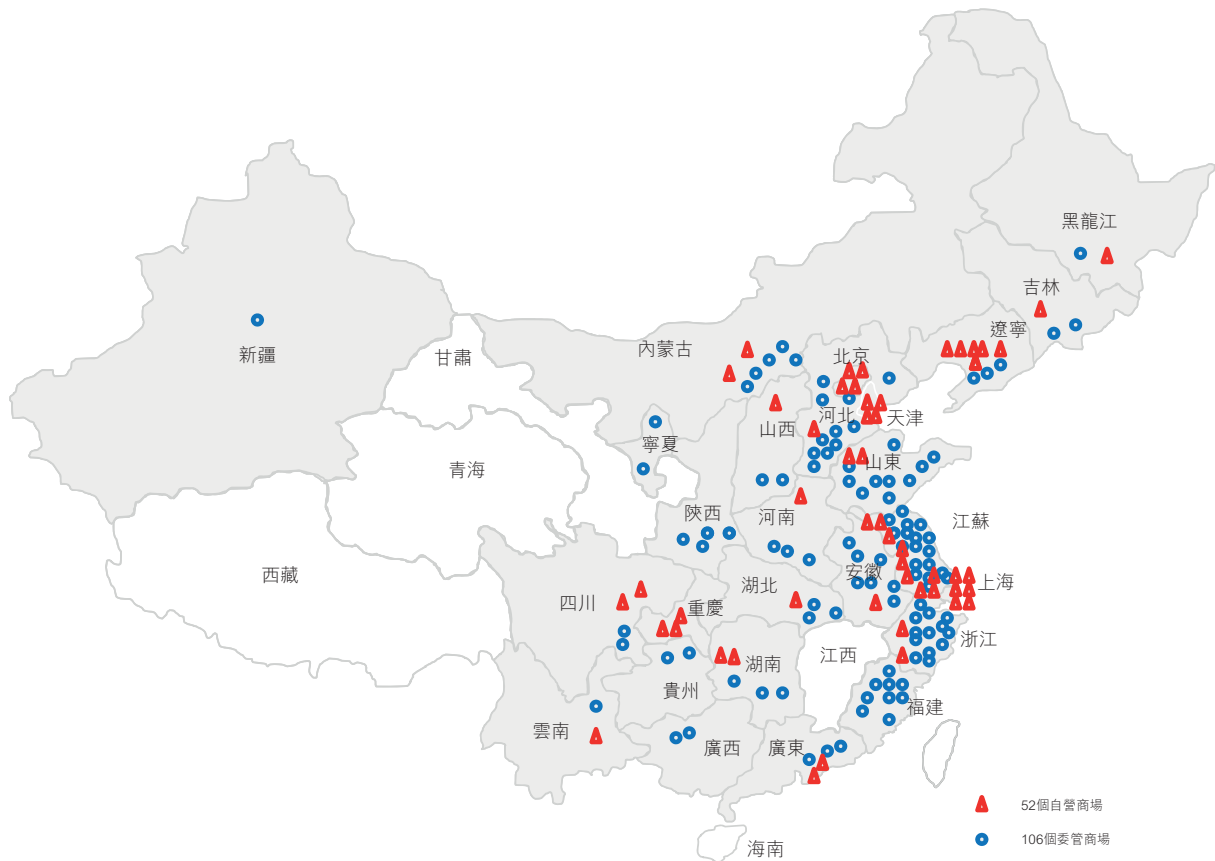 黑龍江
吉林
遼寧
內蒙古
北京
新疆
甘肅
天津
河北
山西
寧夏
山東
青海
陝西
河南
江蘇
西藏
安徽
上海
湖北
四川
重慶
浙江
江西
湖南
貴州
福建
雲南
廣西
廣東
52個自營商場
106個委管商場
海南